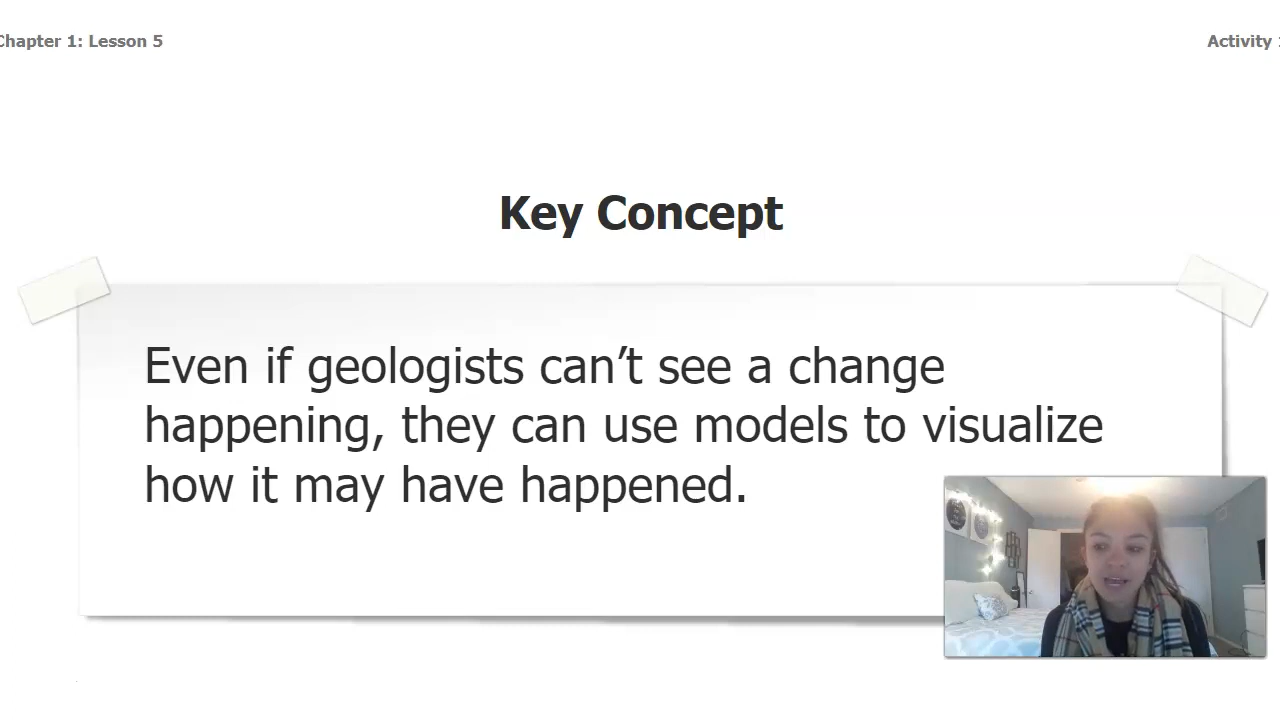 Chapter 1: Lesson 5
Activity
Key Concept
Even if geologists can’t see a change
happening, they can use models to visualize
how it may have happened.